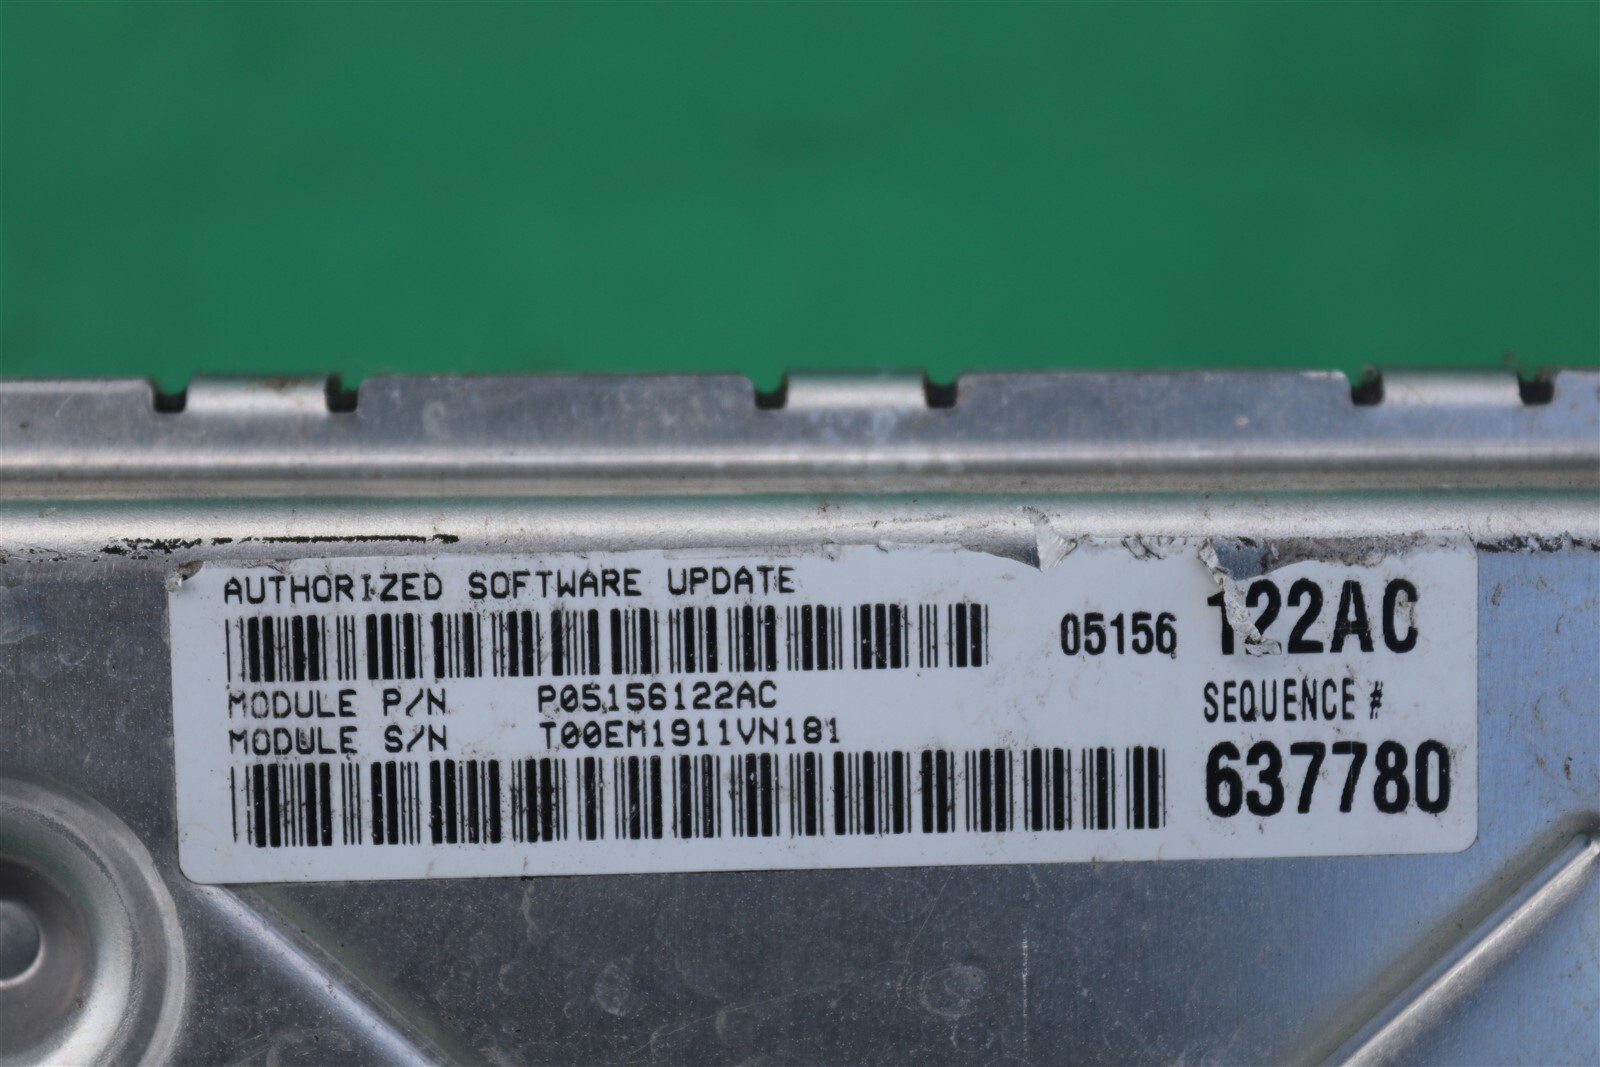 AUTHORIZED SOFTWARE UPDATE
05156 122AC
MODULE P/N P05156122AC
MODULE S/N T00EM1911VN181
SEQUENCE #
637780